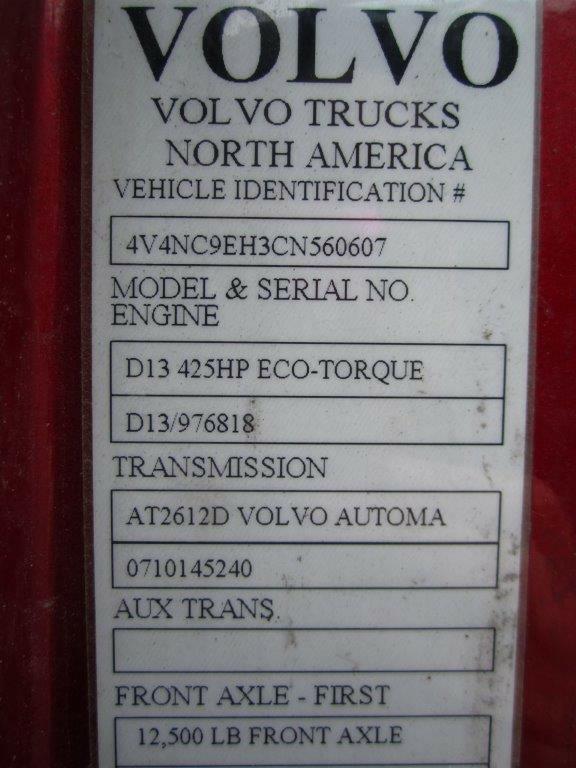 VOLVO
VOLVO TRUCKS
NORTH AMERICA
VEHICLE IDENTIFICATION #
4V4NC9EH3CN560607
MODEL & SERIAL NO.
ENGINE
D13 425HP ECO-TORQUE
D13/976818
TRANSMISSION
AT2612D VOLVO AUTOMA
0710145240
AUX TRANS.
FRONT AXLE - FIRST
12,500 LB FRONT AXLE